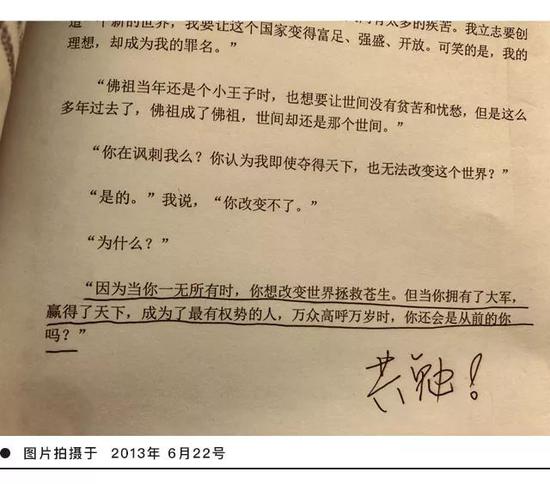 造一个新的世界，我要让这个国家变得富足、强盛、开放。可笑的是，我的
理想，却成为我的罪名。”
“佛祖当年还是个小王子时，也想要让世间没有贫苦和忧愁，但是这么
多年过去了，佛祖成了佛祖，世间却还是那个世间。”
“你在讽刺我么？你认为我即使夺得天下，也无法改变这个世界？”
“是的。”我说，“你改变不了。”
“为什么？”
“因为当你一无所有时，你想改变世界拯救苍生。但当你拥有了大军，
赢得了天下，成为了最有权势的人，万众高呼万岁时，你还会是从前的你
吗？”
共勉！
● 图片拍摄于 2013年 6月22号